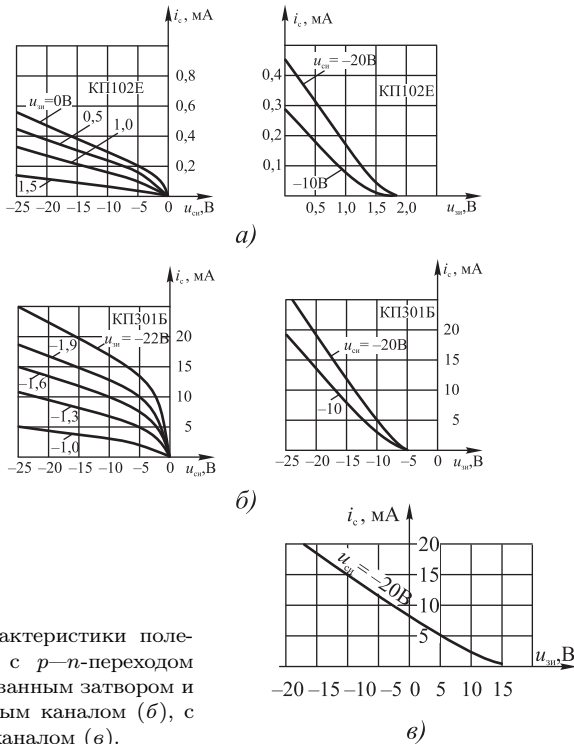 i_с, мА
0,8
0,6
0,4
0,2
КП102Е
u_зи=0В
0,5
1,0
1,5
–25 –20 –15 –10 –5 0 u_си,В
i_с, мА
0,4
0,3
0,2
0,1
u_си= –20В
КП102Е
–10В
0,5 1,0 1,5 2,0 u_зи,В
а)
i_с, мА
КП301Б
u_зи= –22В
20
15
10
5
–1,9
–1,6
–1,3
–1,0
–25 –20 –15 –10 –5 0 u_си,В
i_с, мА
КП301Б
20
15
10
5
u_си= –20В
–10
–25 –20 –15 –10 –5 0 u_зи,В
б)
i_с, мА
20
15
10
5
u_си = –20В
u_зи,В
–20 –15 –10 –5 0 5 10 15
в)
актеристики поле-
с p—n-переходом
ванным затвором и
ым каналом (б), с
каналом (в).